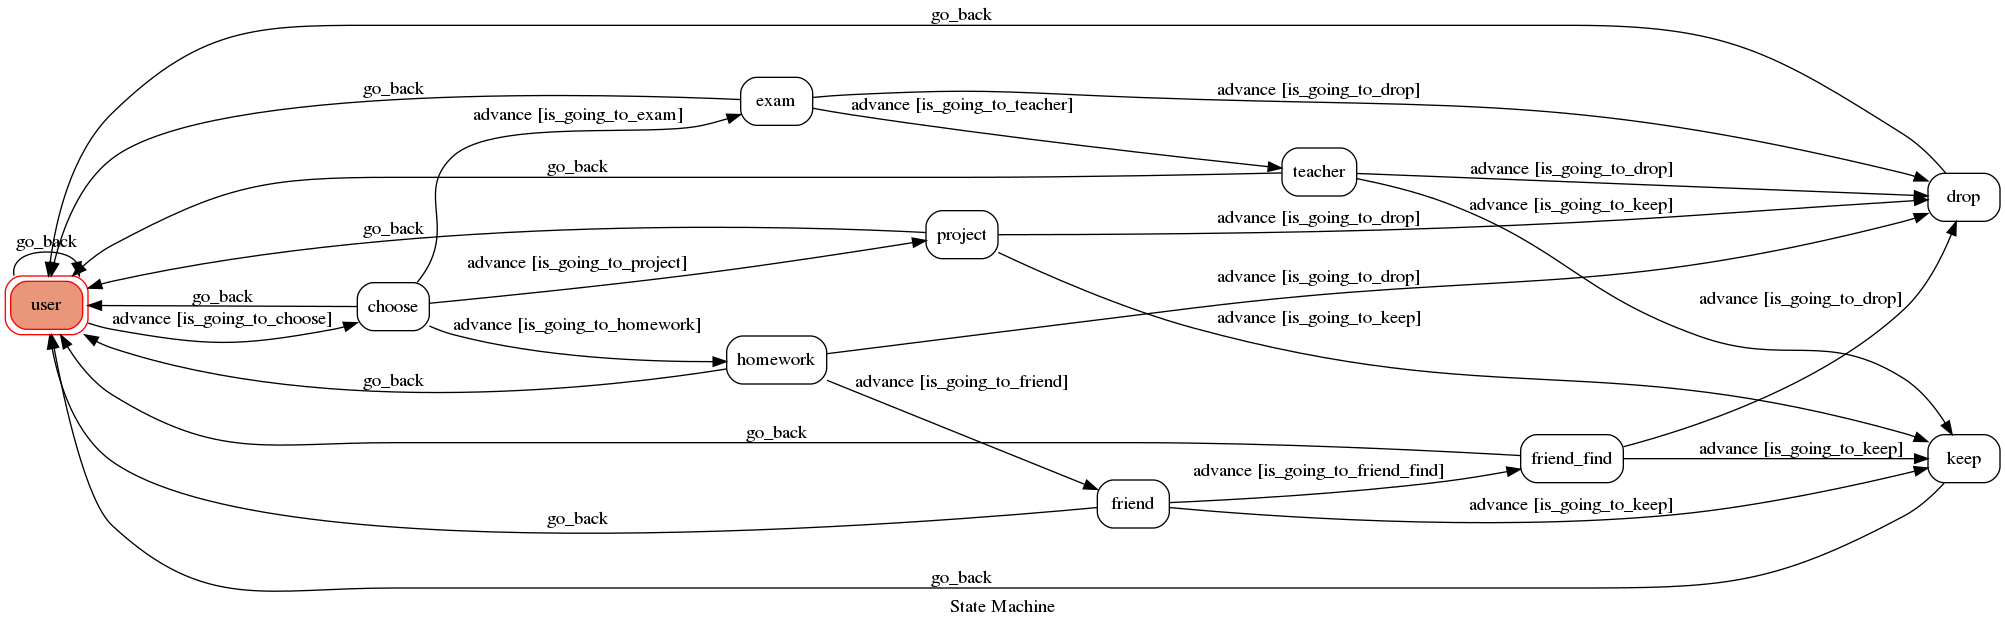 go_back
go_back
advance [is_going_to_exam]
exam
advance [is_going_to_drop]
advance [is_going_to_teacher]
go_back
teacher
advance [is_going_to_drop]
drop
advance [is_going_to_keep]
go_back
project
advance [is_going_to_drop]
go_back
advance [is_going_to_project]
advance [is_going_to_drop]
user
go_back
choose
advance [is_going_to_drop]
advance [is_going_to_choose]
advance [is_going_to_homework]
advance [is_going_to_keep]
homework
go_back
advance [is_going_to_friend]
go_back
friend_find
advance [is_going_to_keep]
keep
advance [is_going_to_friend_find]
friend
advance [is_going_to_keep]
go_back
go_back
State Machine